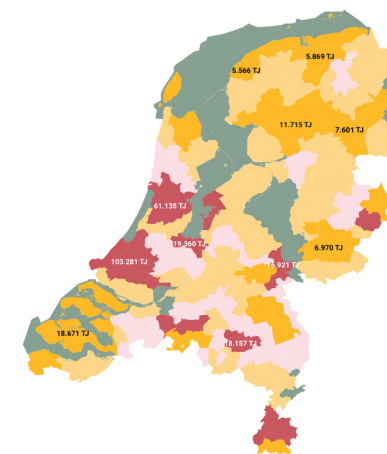 5.869 TJ
5.566 TJ
11.715 TJ
7.601 TJ
61.135 TJ
19.360 TJ
6.970 TJ
103.281 TJ
15.921 TJ
18.671 TJ
18.157 TJ